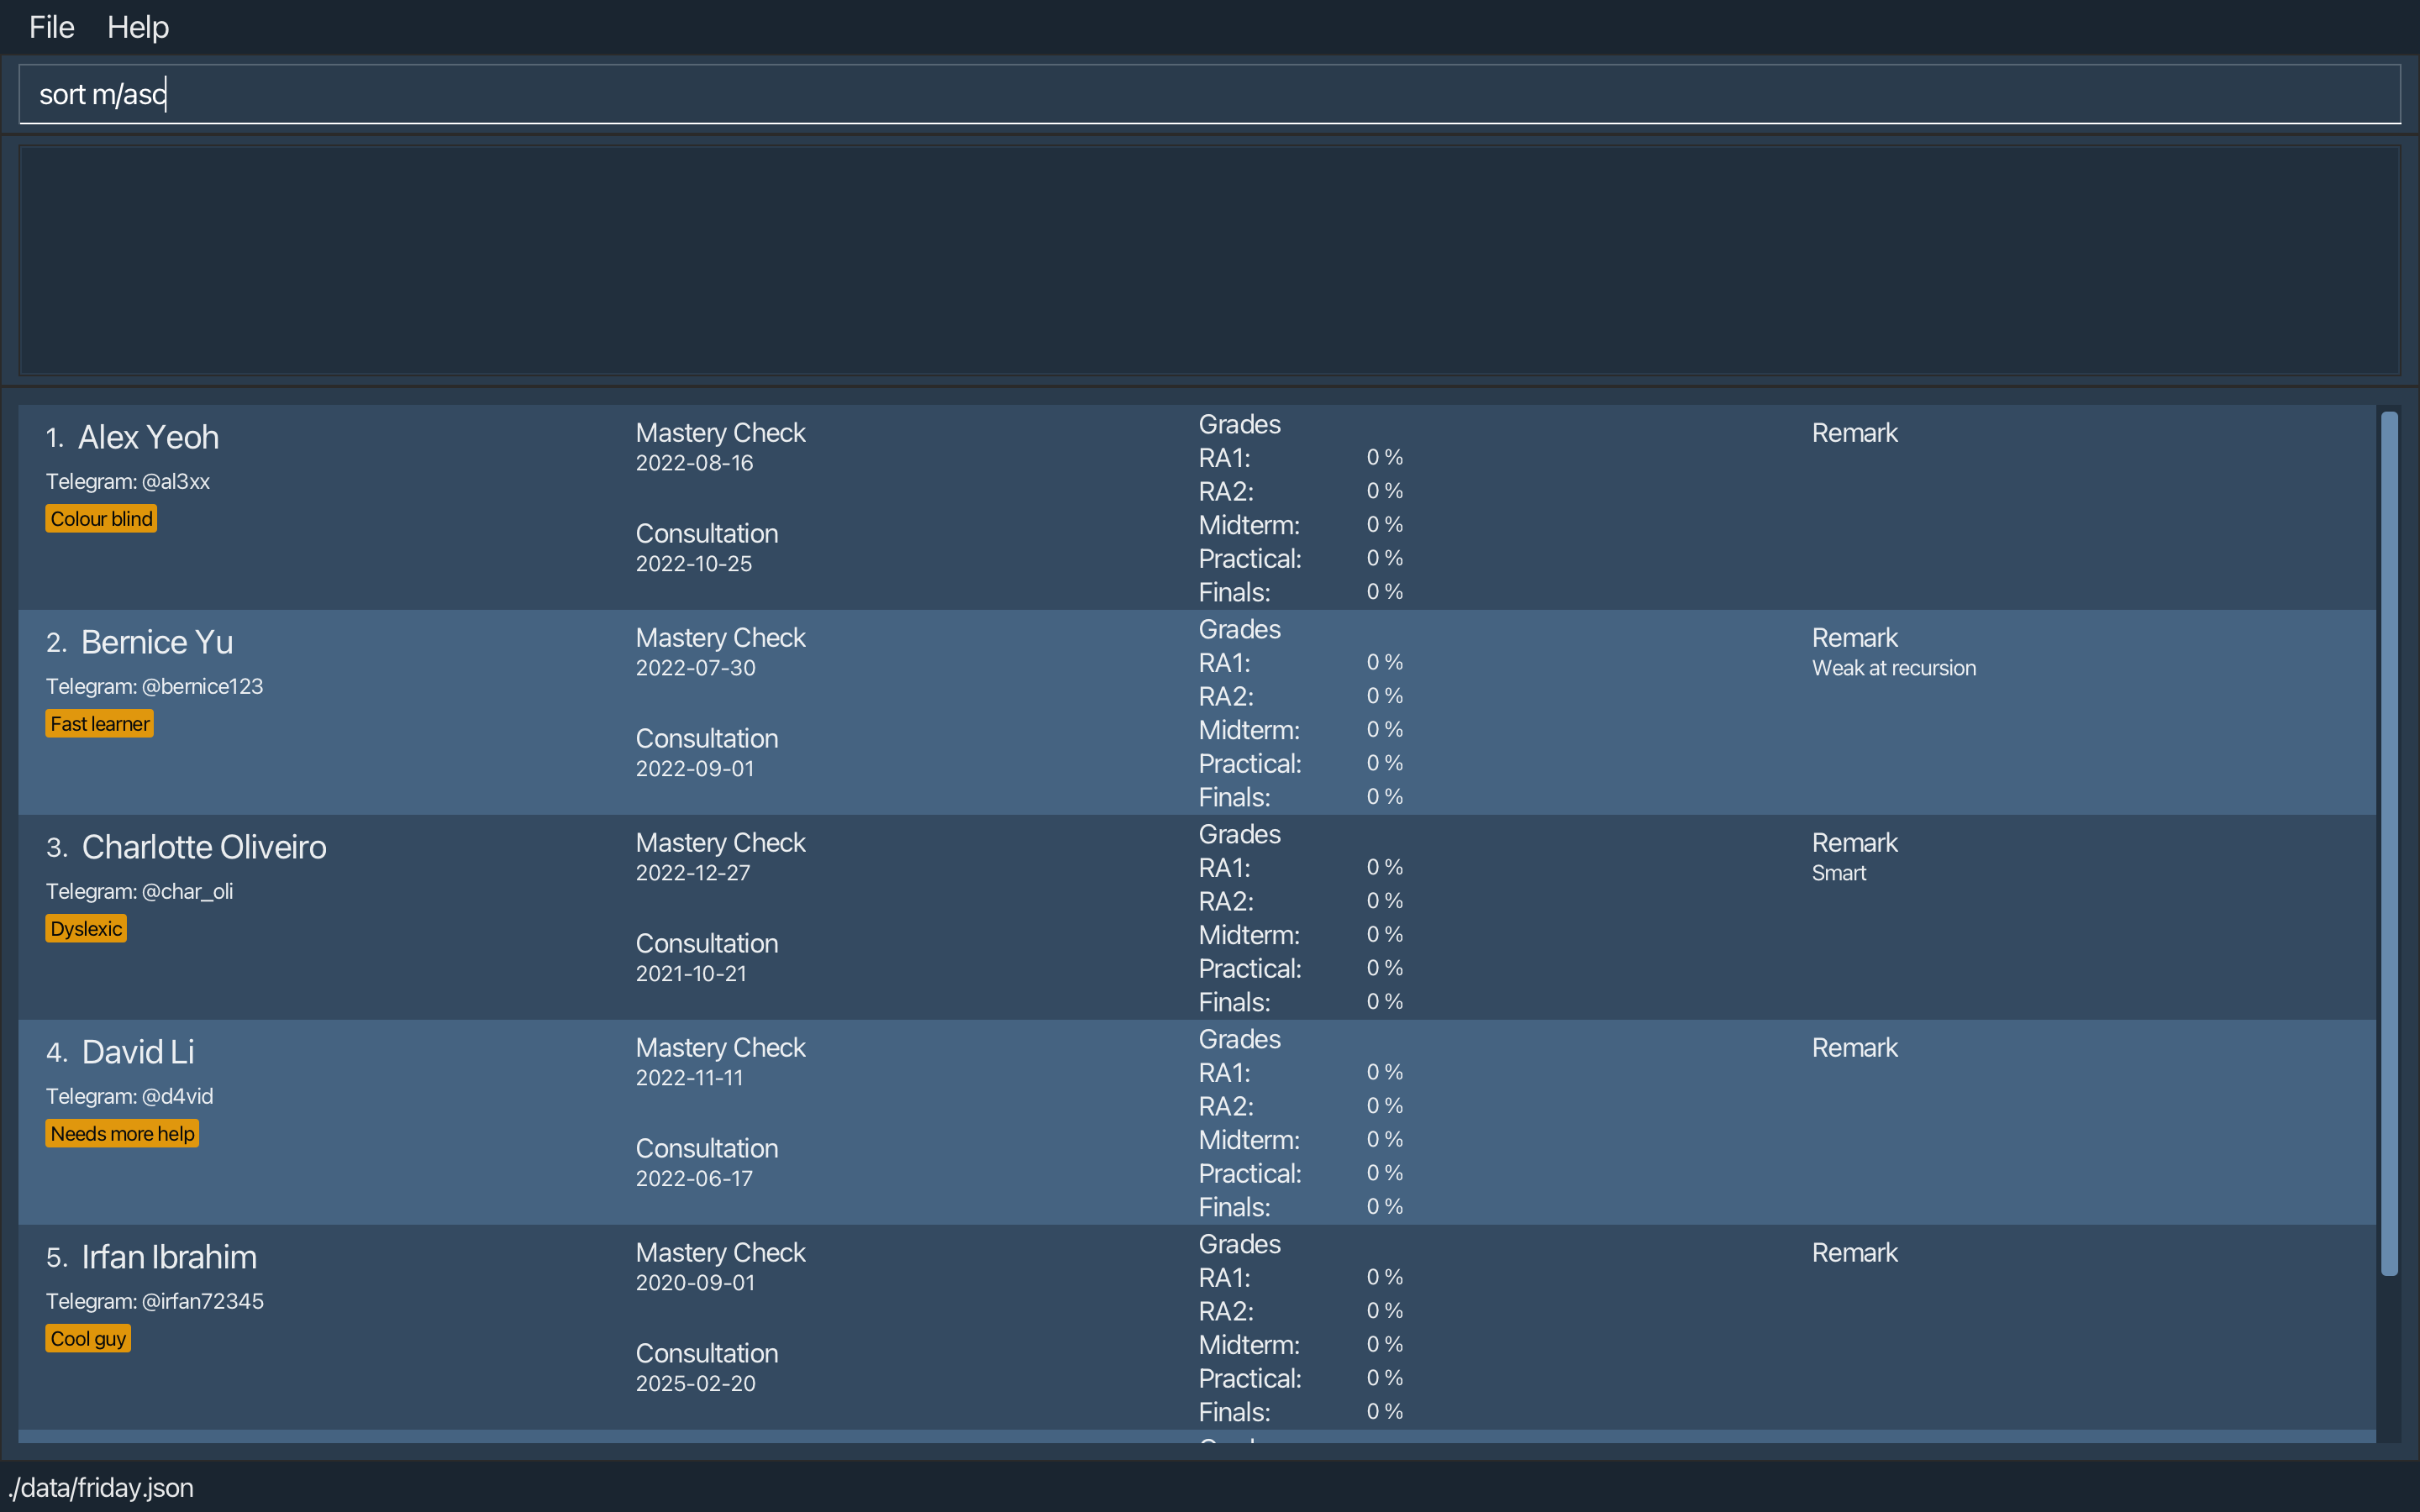 File Help
sort m/asc
1. Alex Yeoh
Telegram: @al3xx
Colour blind
Mastery Check
2022-08-16
Consultation
2022-10-25
Grades
RA1: 0 %
RA2: 0 %
Midterm: 0 %
Practical: 0 %
Finals: 0 %
Remark
2. Bernice Yu
Telegram: @bernice123
Fast learner
Mastery Check
2022-07-30
Consultation
2022-09-01
Grades
RA1: 0 %
RA2: 0 %
Midterm: 0 %
Practical: 0 %
Finals: 0 %
Remark
Weak at recursion
3. Charlotte Oliveiro
Telegram: @char_oli
Dyslexic
Mastery Check
2022-12-27
Consultation
2021-10-21
Grades
RA1: 0 %
RA2: 0 %
Midterm: 0 %
Practical: 0 %
Finals: 0 %
Remark
Smart
4. David Li
Telegram: @d4vid
Needs more help
Mastery Check
2022-11-11
Consultation
2022-06-17
Grades
RA1: 0 %
RA2: 0 %
Midterm: 0 %
Practical: 0 %
Finals: 0 %
Remark
5. Irfan Ibrahim
Telegram: @irfan72345
Cool guy
Mastery Check
2020-09-01
Consultation
2025-02-20
Grades
RA1: 0 %
RA2: 0 %
Midterm: 0 %
Practical: 0 %
Finals: 0 %
Remark
./data/friday.json